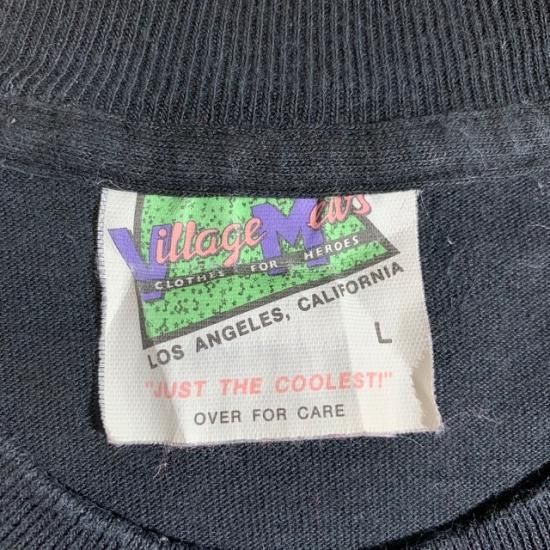 Village Mews
CLOTHES FOR HEROES
LOS ANGELES, CALIFORNIA
L
"JUST THE COOLEST!"
OVER FOR CARE